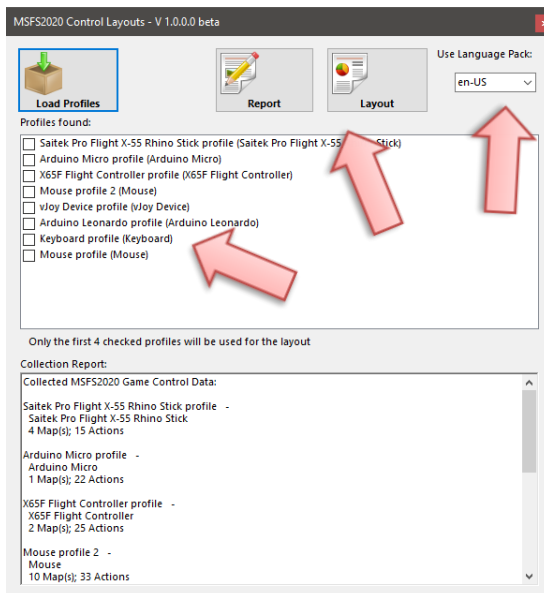 MSFS2020 Control Layouts - V 1.0.0.0 beta
Use Language Pack:
en-US
Load Profiles
Report
Layout
Profiles found:
Saitek Pro Flight X-55 Rhino Stick profile (Saitek Pro Flight X-55 Stick)
Arduino Micro profile (Arduino Micro)
X65F Flight Controller profile (X65F Flight Controller)
Mouse profile 2 (Mouse)
vJoy Device profile (vJoy Device)
Arduino Leonardo profile (Arduino Leonardo)
Keyboard profile (Keyboard)
Mouse profile (Mouse)
Only the first 4 checked profiles will be used for the layout
Collection Report:
Collected MSFS2020 Game Control Data:
Saitek Pro Flight X-55 Rhino Stick profile -
Saitek Pro Flight X-55 Rhino Stick
4 Map(s); 15 Actions
Arduino Micro profile -
Arduino Micro
1 Map(s); 22 Actions
X65F Flight Controller profile -
X65F Flight Controller
2 Map(s); 25 Actions
Mouse profile 2 -
Mouse
10 Map(s); 33 Actions